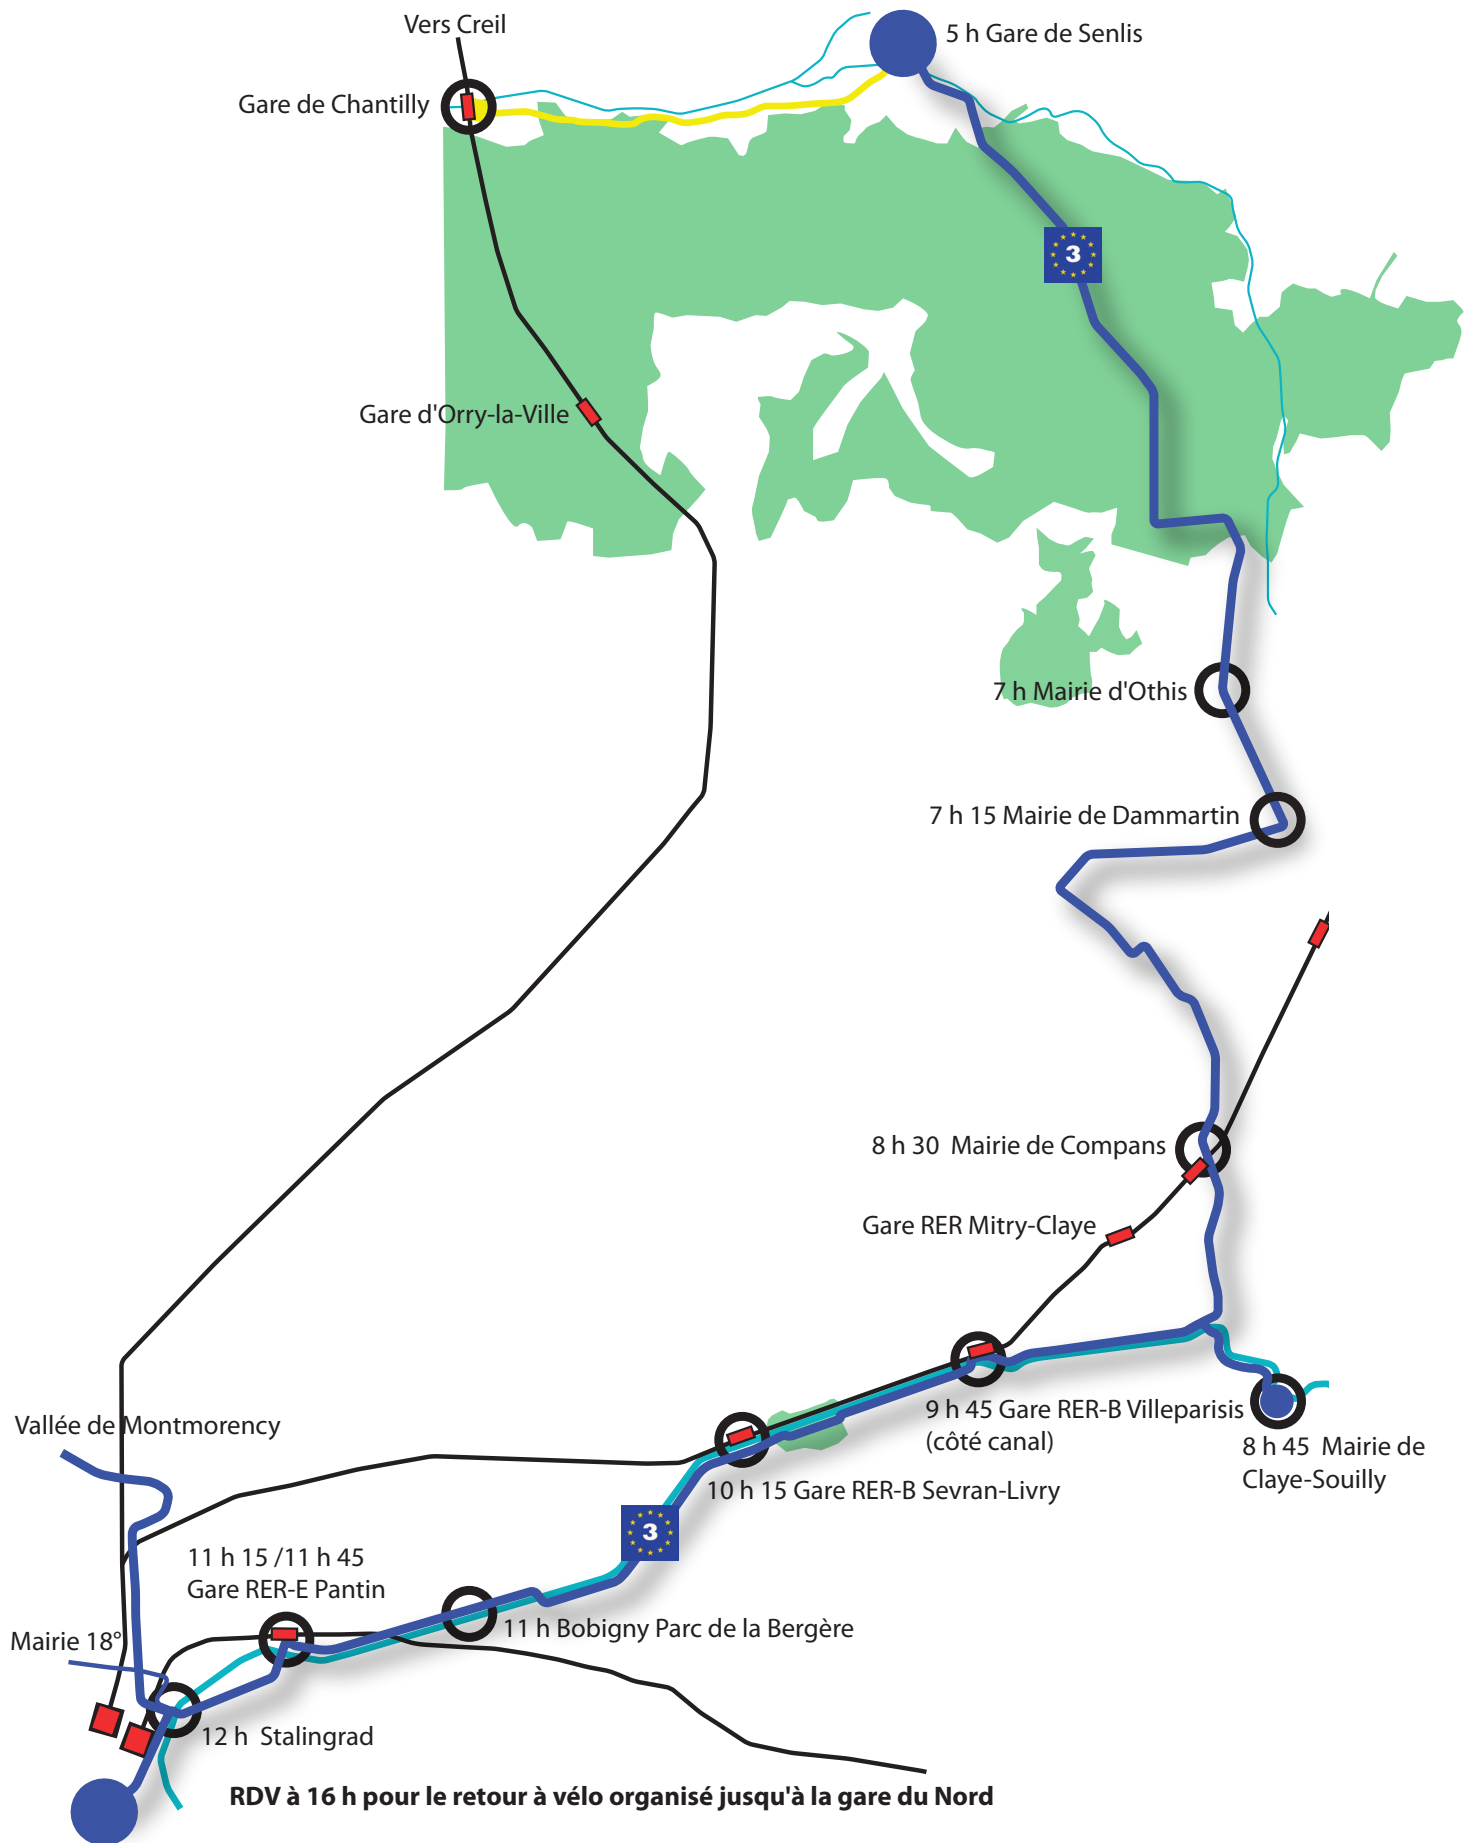 Vers Creil
5 h Gare de Senlis
Gare de Chantilly
3
Gare d'Orry-la-Ville
7 h Mairie d'Othis
7 h 15 Mairie de Dammartin
8 h 30 Mairie de Compans
Gare RER Mitry-Claye
9 h 45 Gare RER-B Villeparisis
(côté canal)
8 h 45 Mairie de
Claye-Souilly
Vallée de Montmorency
10 h 15 Gare RER-B Sevran-Livry
3
11 h 15 /11 h 45
Gare RER-E Pantin
11 h Bobigny Parc de la Bergère
Mairie 18°
12 h Stalingrad
RDV à 16 h pour le retour à vélo organisé jusqu'à la gare du Nord